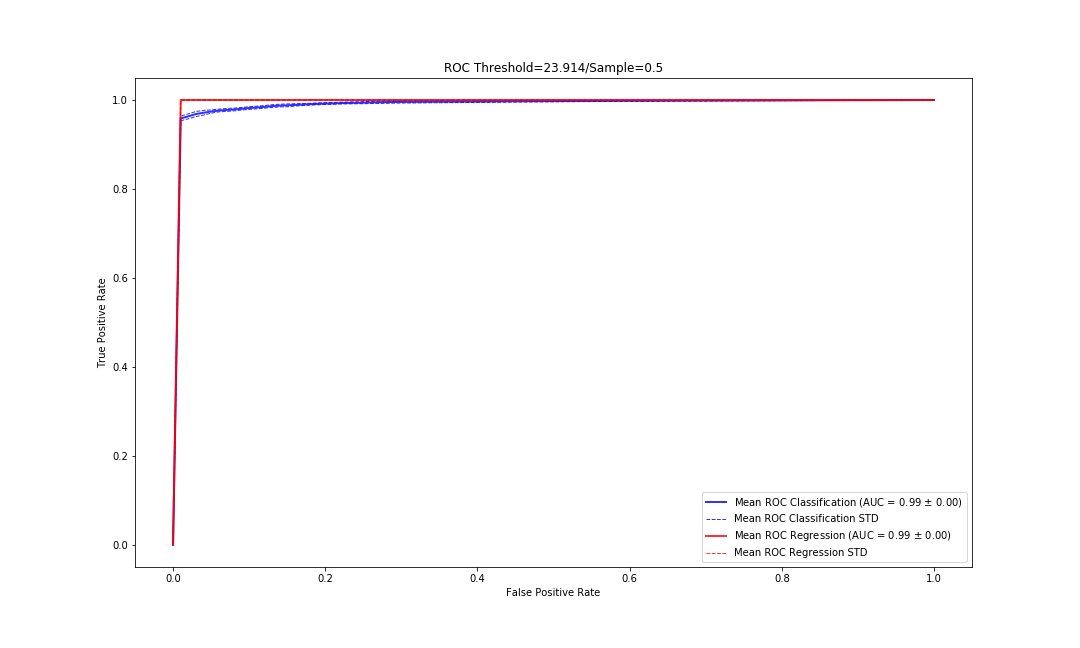 ROC Threshold=23.914/Sample=0.5
1.0
0.8
0.6
0.4
0.2
0.0
True Positive Rate
Mean ROC Classification (AUC = 0.99 ± 0.00)
Mean ROC Classification STD
Mean ROC Regression (AUC = 0.99 ± 0.00)
Mean ROC Regression STD
0.0 0.2 0.4 0.6 0.8 1.0
False Positive Rate